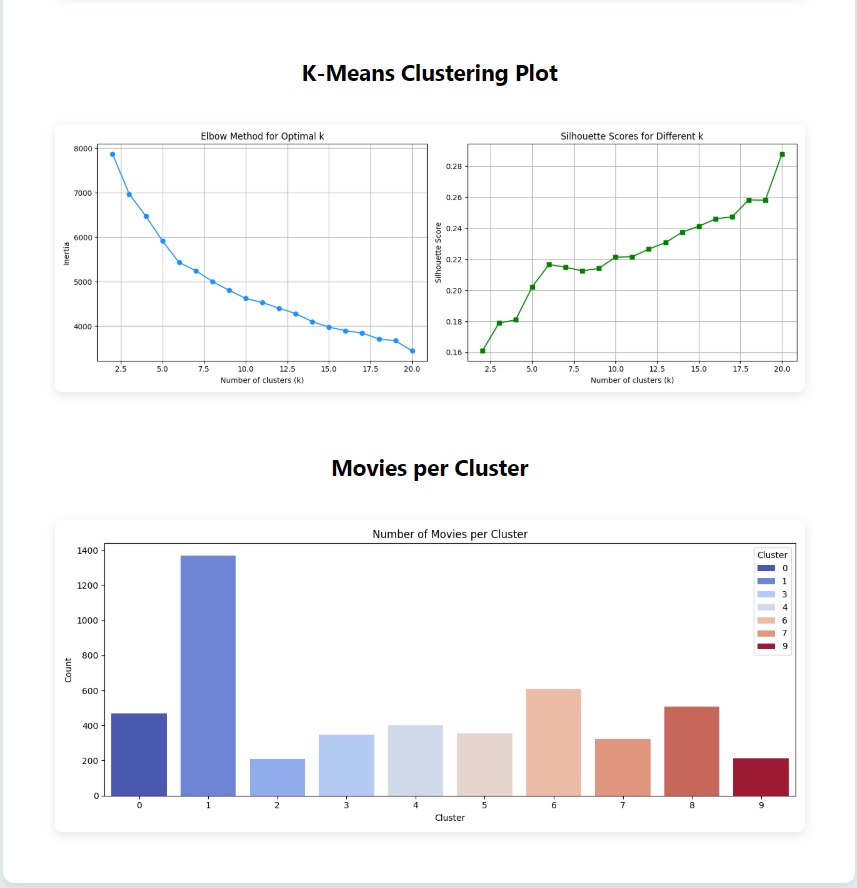 K-Means Clustering Plot
Elbow Method for Optimal k
8000
7000
6000
5000
4000
Inertia
2.5 5.0 7.5 10.0 12.5 15.0 17.5 20.0
Number of clusters (k)
Silhouette Scores for Different k
0.28
0.26
0.24
0.22
0.20
0.18
0.16
Silhouette Score
2.5 5.0 7.5 10.0 12.5 15.0 17.5 20.0
Number of clusters (k)
Movies per Cluster
Number of Movies per Cluster
1400
1200
1000
800
600
400
200
0
Count
0 1 2 3 4 5 6 7 8 9
Cluster
Cluster
0
1
3
4
6
7
9